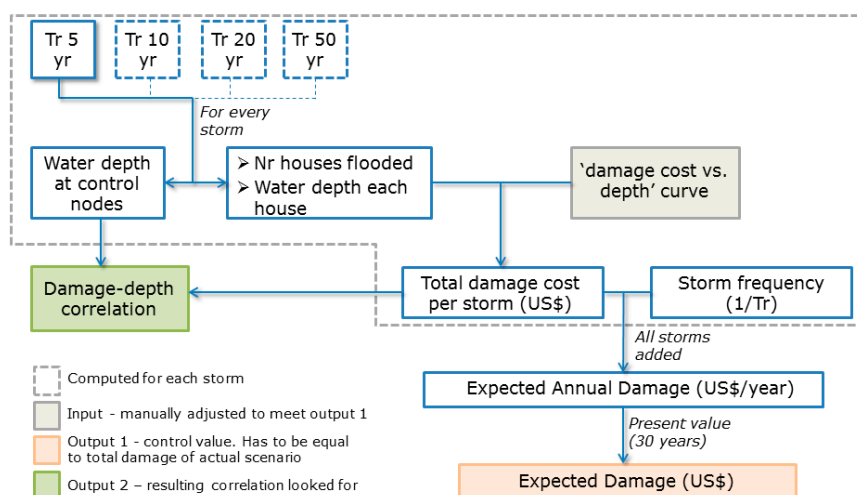 Tr 5
yr
Tr 10
yr
Tr 20
yr
Tr 50
yr
For every
storm
Water depth
at control
nodes
➢ Nr houses flooded
➢ Water depth each
house
‘damage cost vs.
depth’ curve
Damage-depth
correlation
Total damage cost
per storm (US$)
Storm frequency
(1/Tr)
All storms
added
Computed for each storm
Expected Annual Damage (US$/year)
Input - manually adjusted to meet output 1
Present value
(30 years)
Output 1 - control value. Has to be equal
to total damage of actual scenario
Output 2 – resulting correlation looked for
Expected Damage (US$)